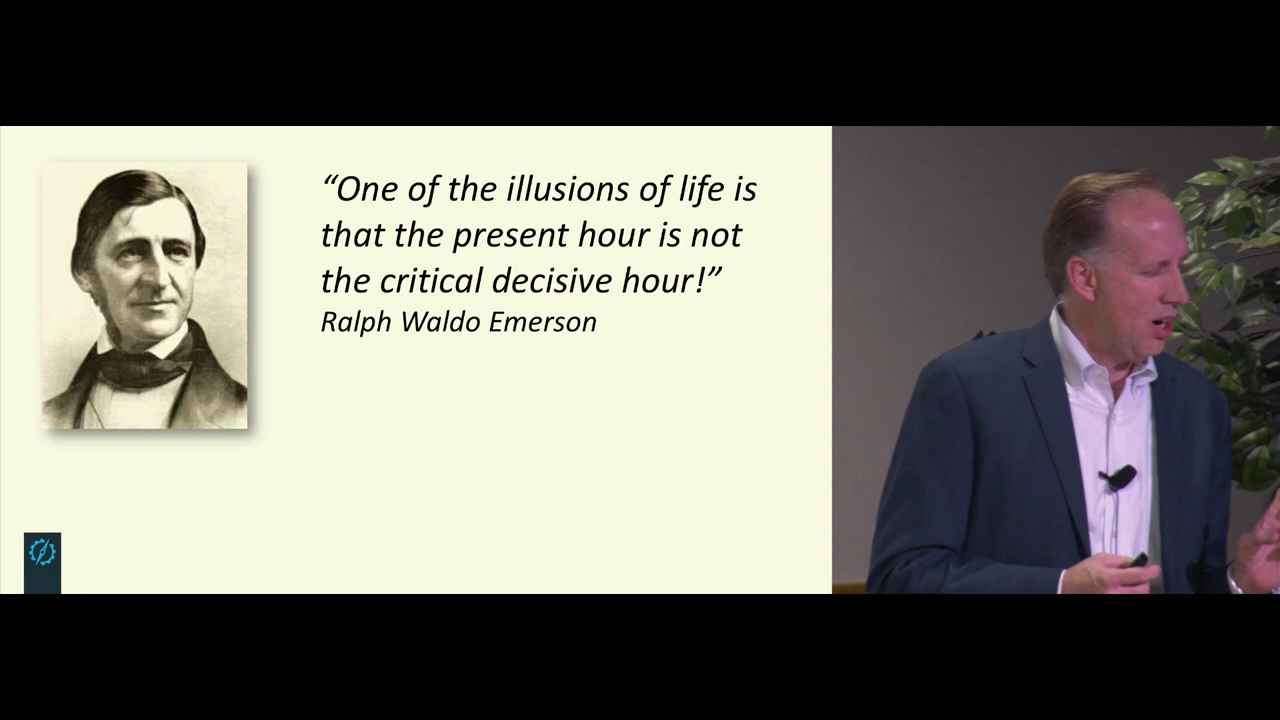 “One of the illusions of life is
that the present hour is not
the critical decisive hour!”
Ralph Waldo Emerson